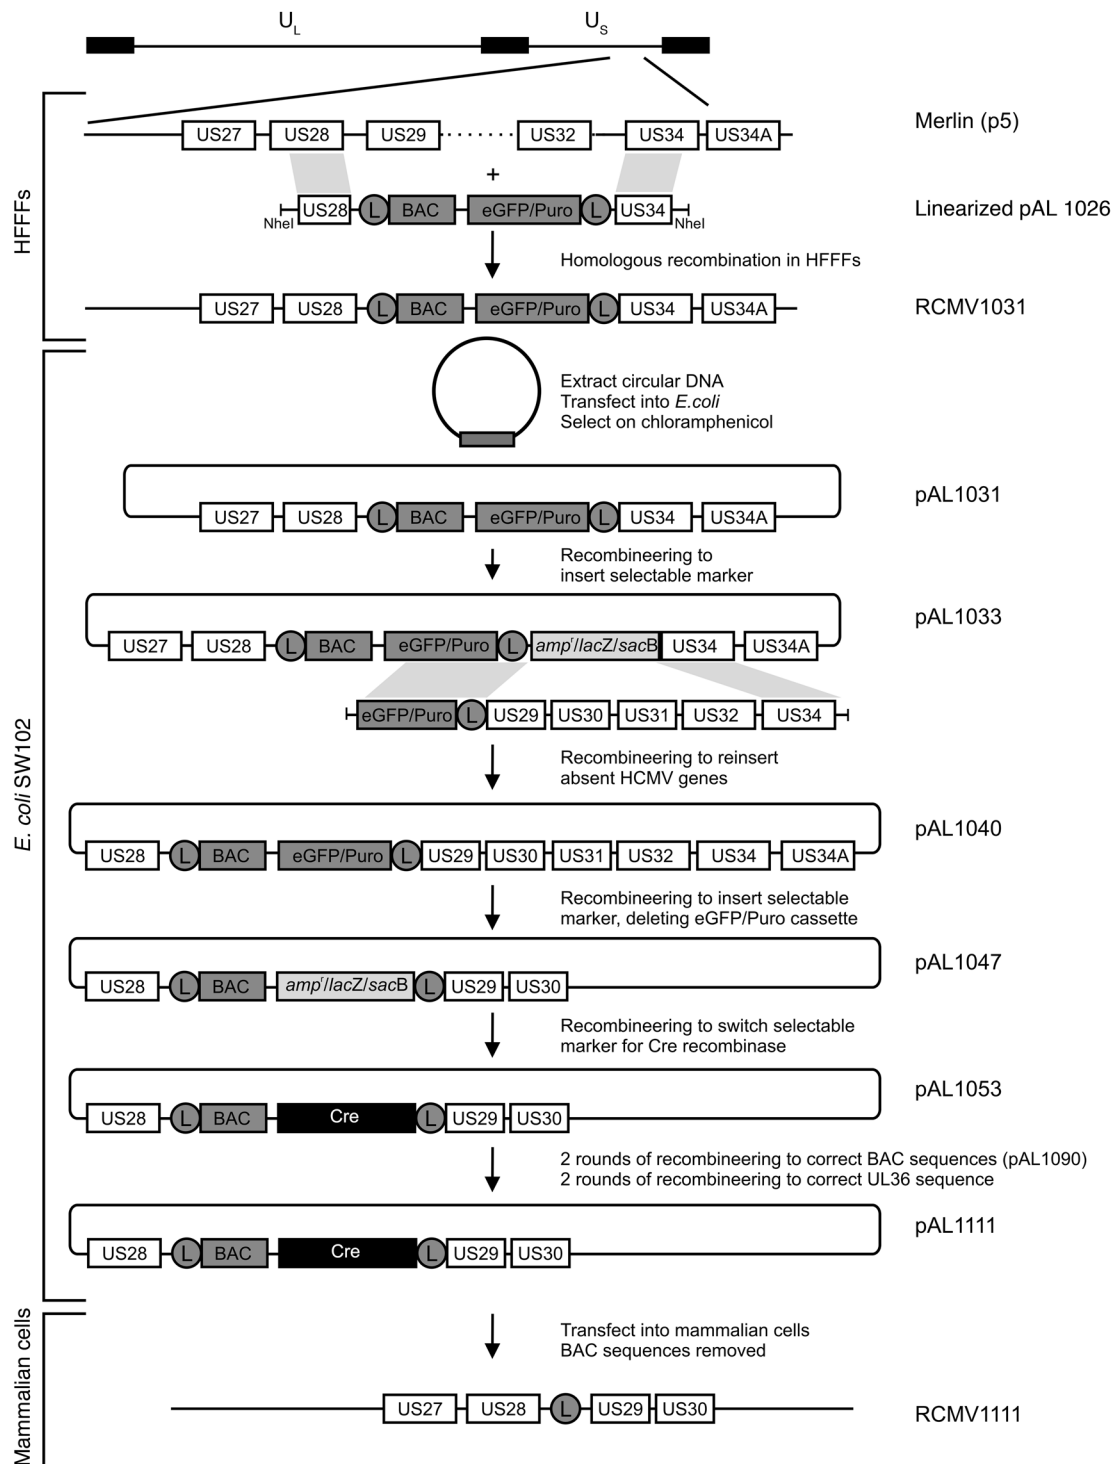 U_L U_S
HFFFs
US27 US28 US29 US32 US34 US34A Merlin (p5)
+
US28 L BAC eGFP/Puro L US34 Linearized pAL 1026
NheI NheI
Homologous recombination in HFFFs
US27 US28 L BAC eGFP/Puro L US34 US34A RCMV1031
E. coli SW102
Extract circular DNA
Transfect into E.coli
Select on chloramphenicol
pAL1031
US27 US28 L BAC eGFP/Puro L US34 US34A
Recombineering to
insert selectable marker
pAL1033
US27 US28 L BAC eGFP/Puro L ampʳ/lacZ/sacB US34 US34A
eGFP/Puro L US29 US30 US31 US32 US34
Recombineering to reinsert
absent HCMV genes
pAL1040
US28 L BAC eGFP/Puro L US29 US30 US31 US32 US34 US34A
Recombineering to insert selectable
marker, deleting eGFP/Puro cassette
pAL1047
US28 L BAC ampʳ/lacZ/sacB L US29 US30
Recombineering to switch selectable
marker for Cre recombinase
pAL1053
US28 L BAC Cre L US29 US30
2 rounds of recombineering to correct BAC sequences (pAL1090)
2 rounds of recombineering to correct UL36 sequence
pAL1111
US28 L BAC Cre L US29 US30
Mammalian cells
Transfect into mammalian cells
BAC sequences removed
US27 US28 L US29 US30 RCMV1111